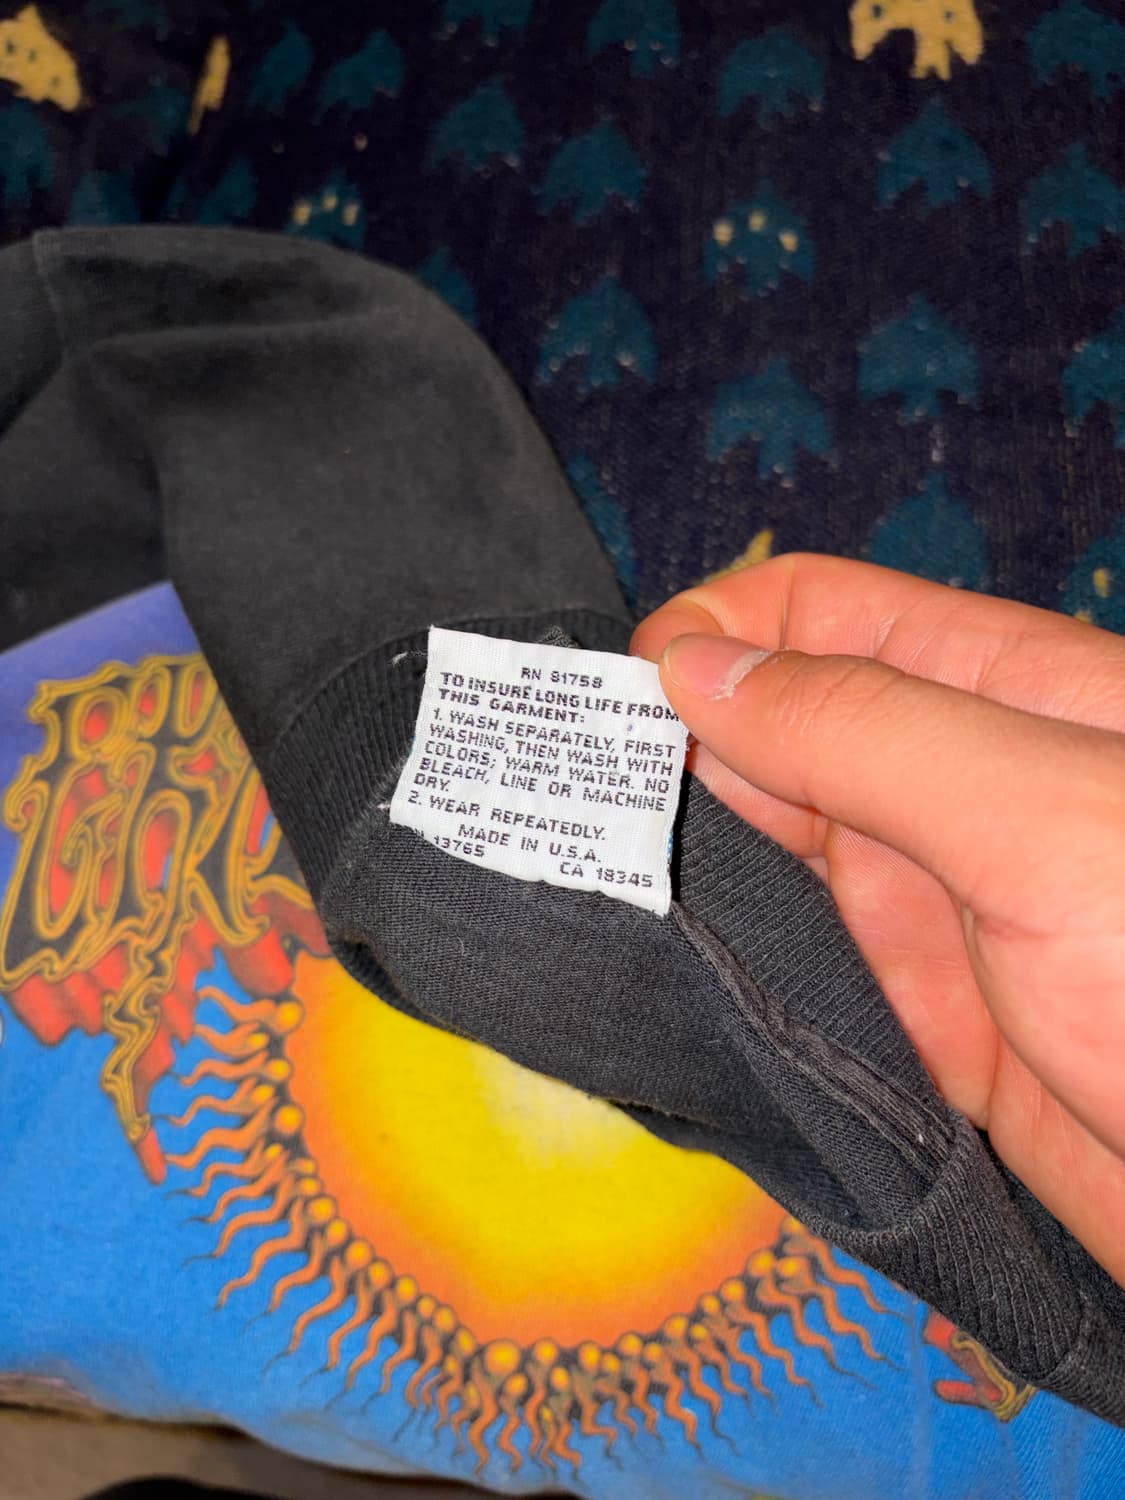 RN 81758
TO INSURE LONG LIFE FROM
THIS GARMENT:
1. WASH SEPARATELY, FIRST
WASHING, THEN WASH WITH
COLORS; WARM WATER. NO
BLEACH, LINE OR MACHINE
DRY.
2. WEAR REPEATEDLY.
MADE IN U.S.A.
13765
CA 18345